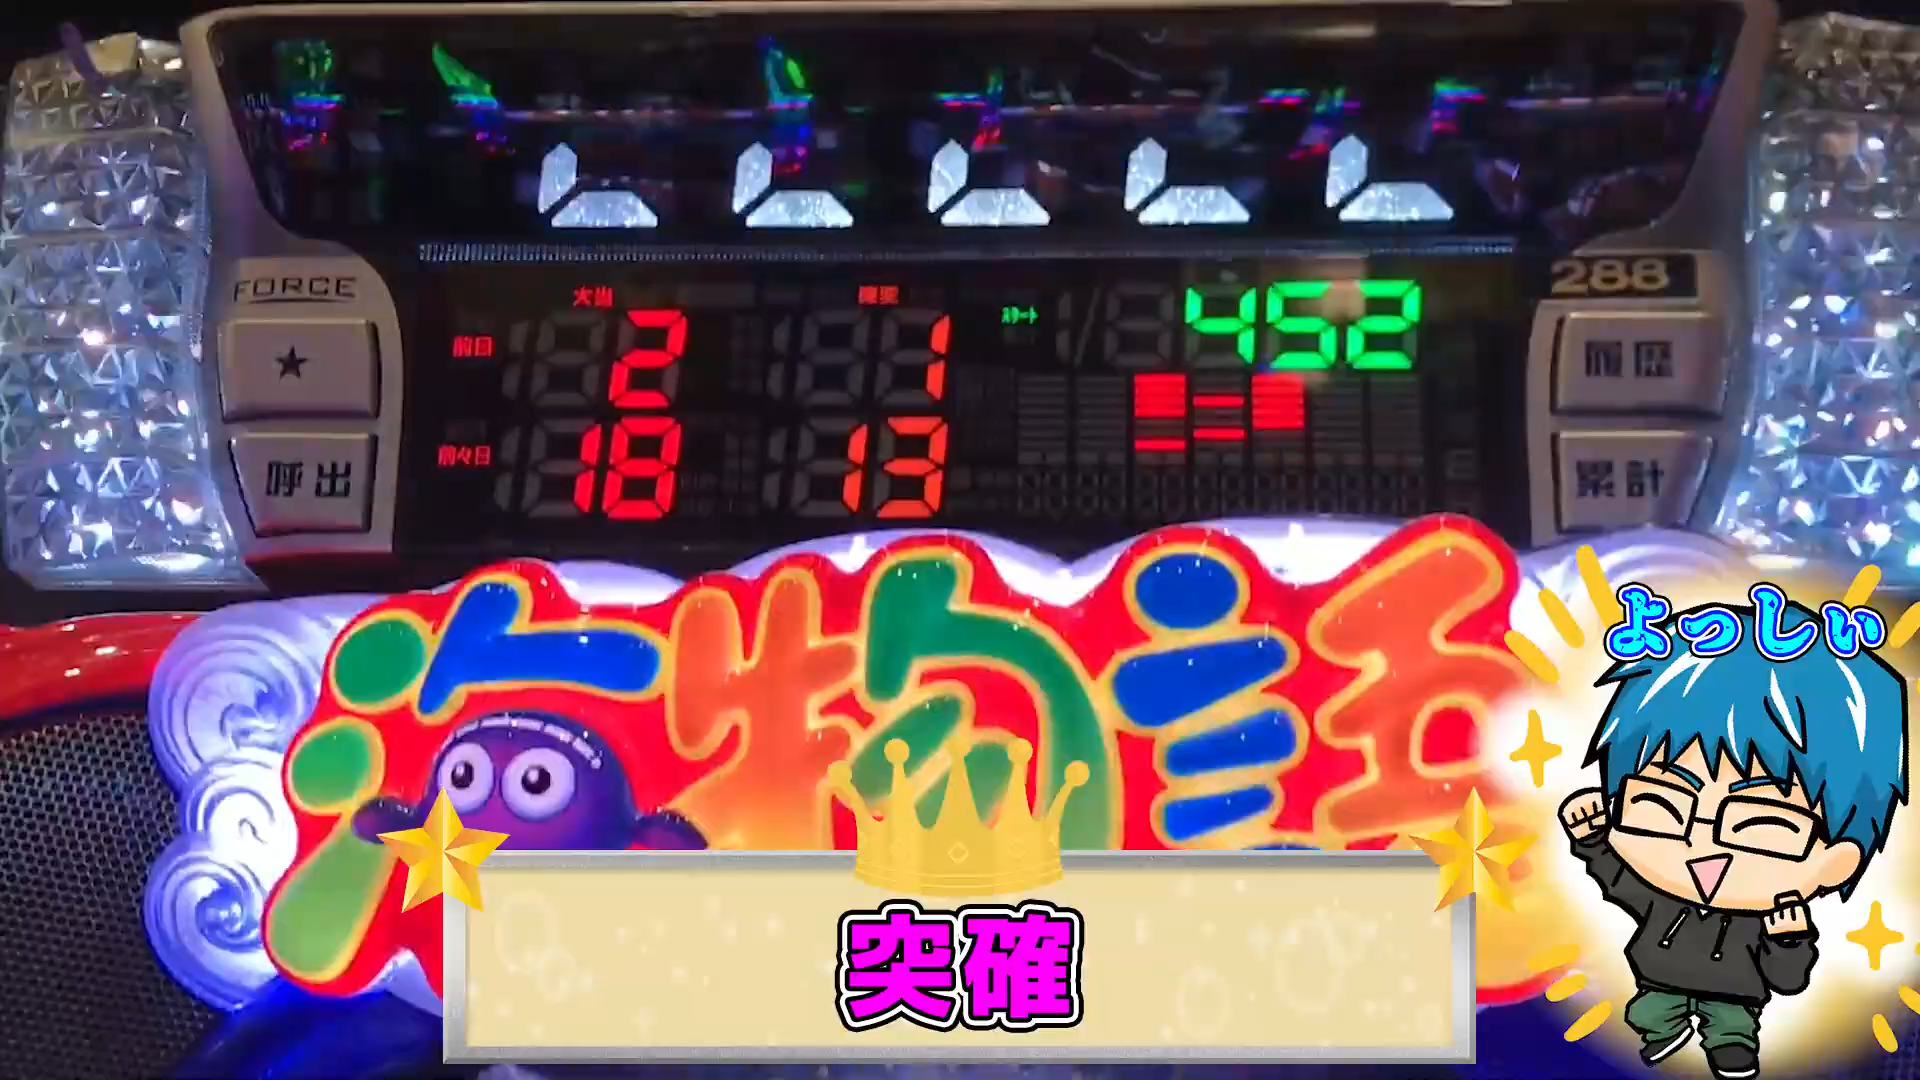 FORCE
288
★
呼出
履歴
累計
大当
確変
スタート
452
前日
2
1
前々日
18
13
海物語
よっしぃ
突確